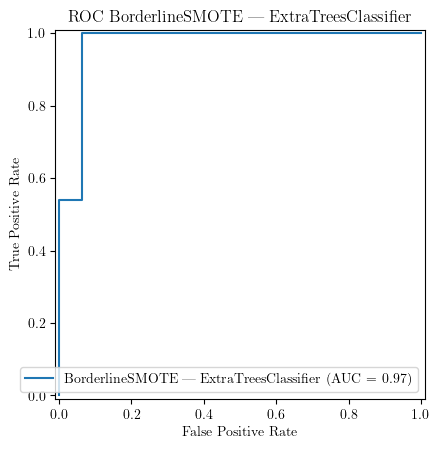 ROC BorderlineSMOTE — ExtraTreesClassifier
1.0
0.8
0.6
0.4
0.2
0.0
True Positive Rate
BorderlineSMOTE — ExtraTreesClassifier (AUC = 0.97)
0.0 0.2 0.4 0.6 0.8 1.0
False Positive Rate